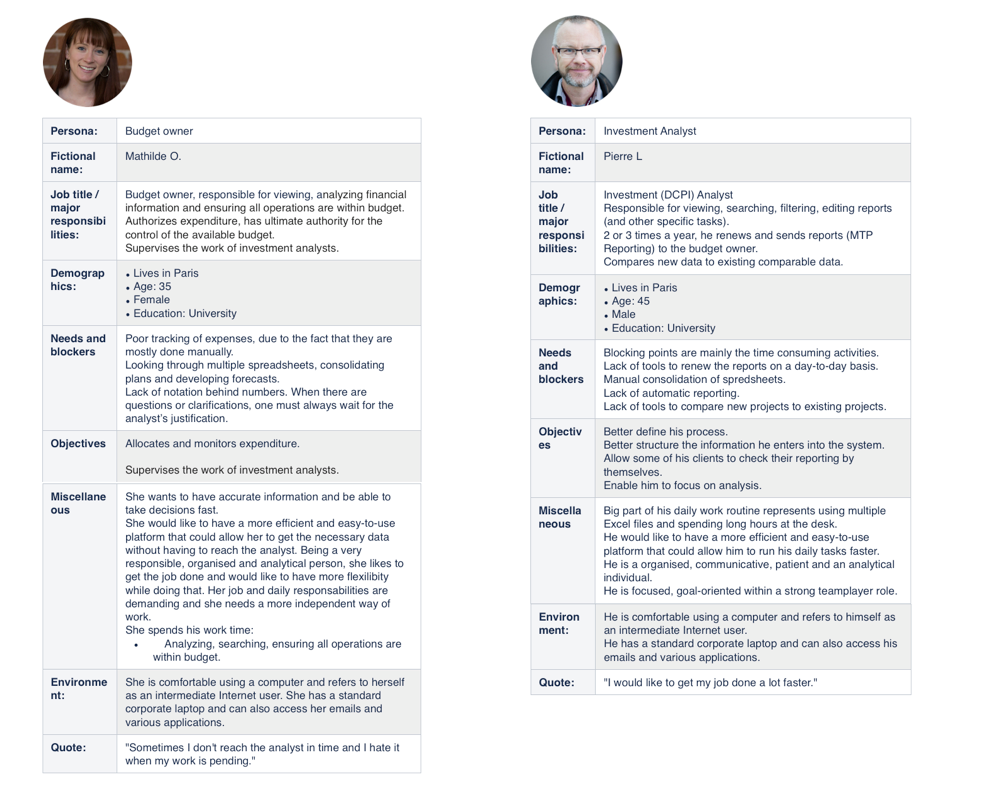 Persona:
Budget owner
Fictional
name:
Mathilde O.
Job title /
major
responsibi
lities:
Budget owner, responsible for viewing, analyzing financial
information and ensuring all operations are within budget.
Authorizes expenditure, has ultimate authority for the
control of the available budget.
Supervises the work of investment analysts.
Demograp
hics:
• Lives in Paris
• Age: 35
• Female
• Education: University
Needs and
blockers
Poor tracking of expenses, due to the fact that they are
mostly done manually.
Looking through multiple spreadsheets, consolidating
plans and developing forecasts.
Lack of notation behind numbers. When there are
questions or clarifications, one must always wait for the
analyst's justification.
Objectives
Allocates and monitors expenditure.
Supervises the work of investment analysts.
Miscellane
ous
She wants to have accurate information and be able to
take decisions fast.
She would like to have a more efficient and easy-to-use
platform that could allow her to get the necessary data
without having to reach the analyst. Being a very
responsible, organised and analytical person, she likes to
get the job done and would like to have more flexilibity
while doing that. Her job and daily responsabilities are
demanding and she needs a more independent way of
work.
She spends his work time:
• Analyzing, searching, ensuring all operations are
within budget.
Environme
nt:
She is comfortable using a computer and refers to herself
as an intermediate Internet user. She has a standard
corporate laptop and can also access her emails and
various applications.
Quote:
"Sometimes I don't reach the analyst in time and I hate it
when my work is pending."
Persona:
Investment Analyst
Fictional
name:
Pierre L
Job
title /
major
responsi
bilities:
Investment (DCPI) Analyst
Responsible for viewing, searching, filtering, editing reports
(and other specific tasks).
2 or 3 times a year, he renews and sends reports (MTP
Reporting) to the budget owner.
Compares new data to existing comparable data.
Demogr
aphics:
• Lives in Paris
• Age: 45
• Male
• Education: University
Needs
and
blockers
Blocking points are mainly the time consuming activities.
Lack of tools to renew the reports on a day-to-day basis.
Manual consolidation of spredsheets.
Lack of automatic reporting.
Lack of tools to compare new projects to existing projects.
Objectiv
es
Better define his process.
Better structure the information he enters into the system.
Allow some of his clients to check their reporting by
themselves.
Enable him to focus on analysis.
Miscella
neous
Big part of his daily work routine represents using multiple
Excel files and spending long hours at the desk.
He would like to have a more efficient and easy-to-use
platform that could allow him to run his daily tasks faster.
He is a organised, communicative, patient and an analytical
individual.
He is focused, goal-oriented within a strong teamplayer role.
Environ
ment:
He is comfortable using a computer and refers to himself as
an intermediate Internet user.
He has a standard corporate laptop and can also access his
emails and various applications.
Quote:
"I would like to get my job done a lot faster."